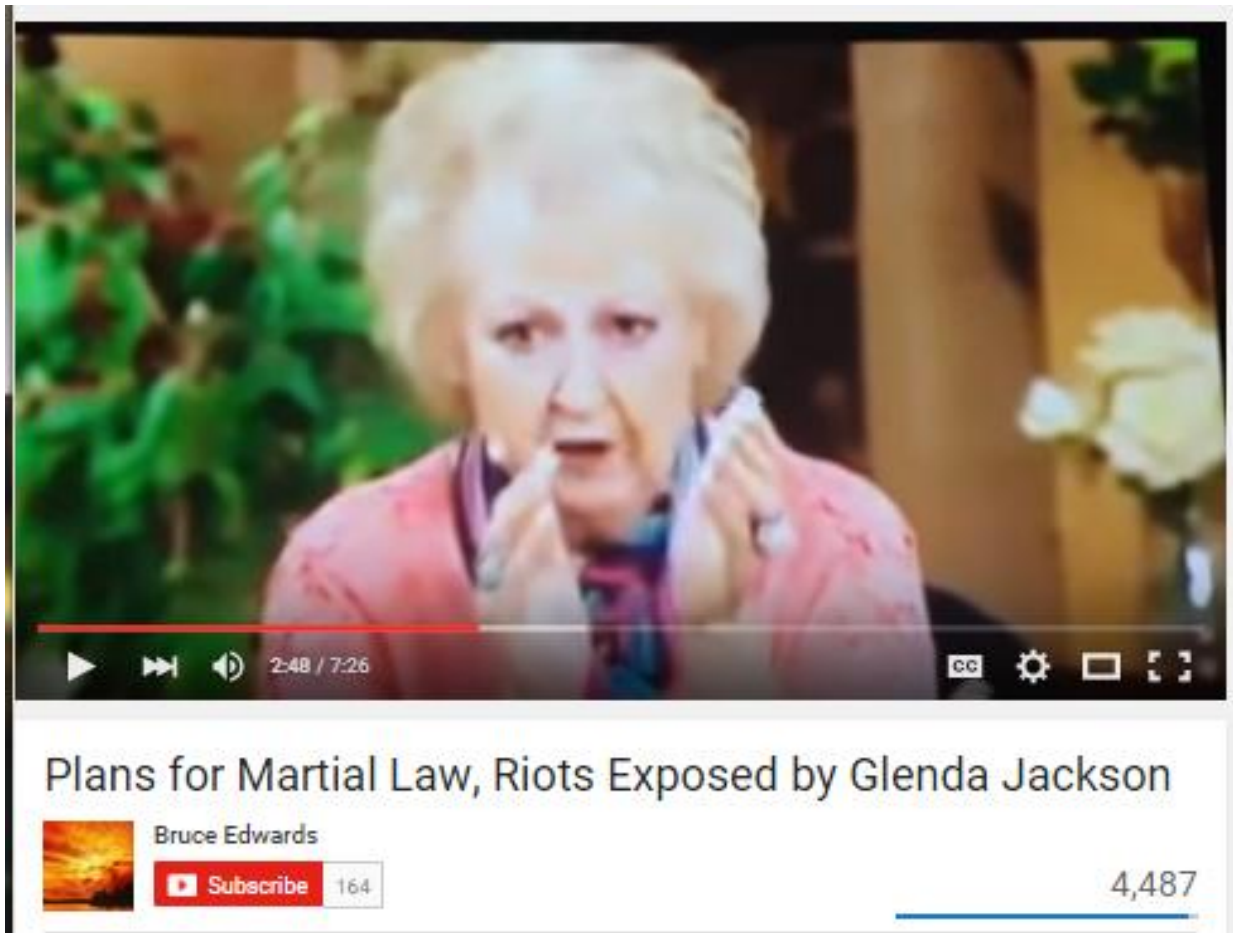 2:48 / 7:26
CC
Plans for Martial Law, Riots Exposed by Glenda Jackson
Bruce Edwards
Subscribe 164
4,487